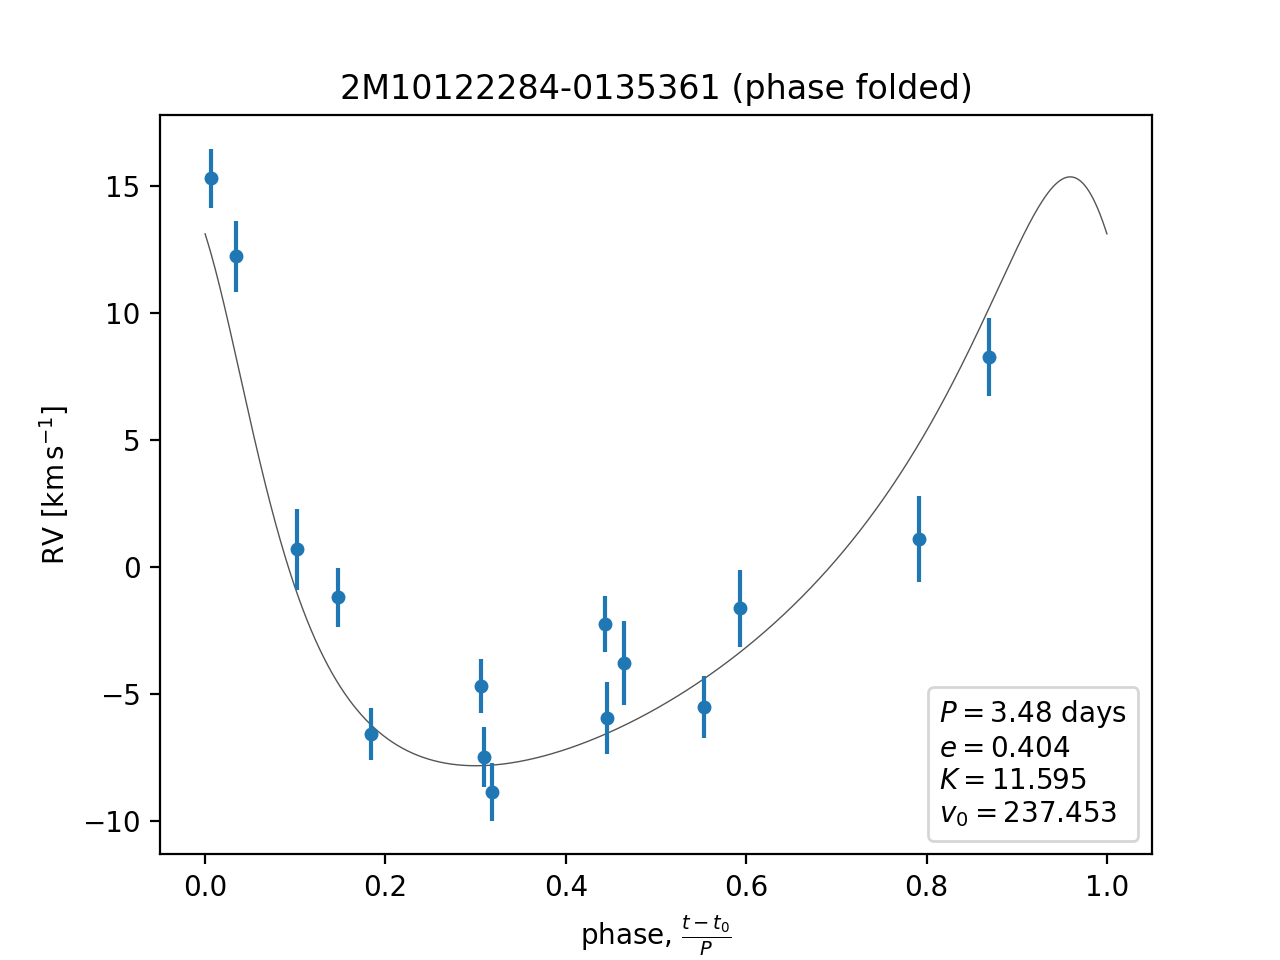 2M10122284-0135361 (phase folded)
RV [km s⁻¹]
15
10
5
0
−5
−10
0.0 0.2 0.4 0.6 0.8 1.0
phase, (t − t₀)/P
P = 3.48 days
e = 0.404
K = 11.595
v₀ = 237.453